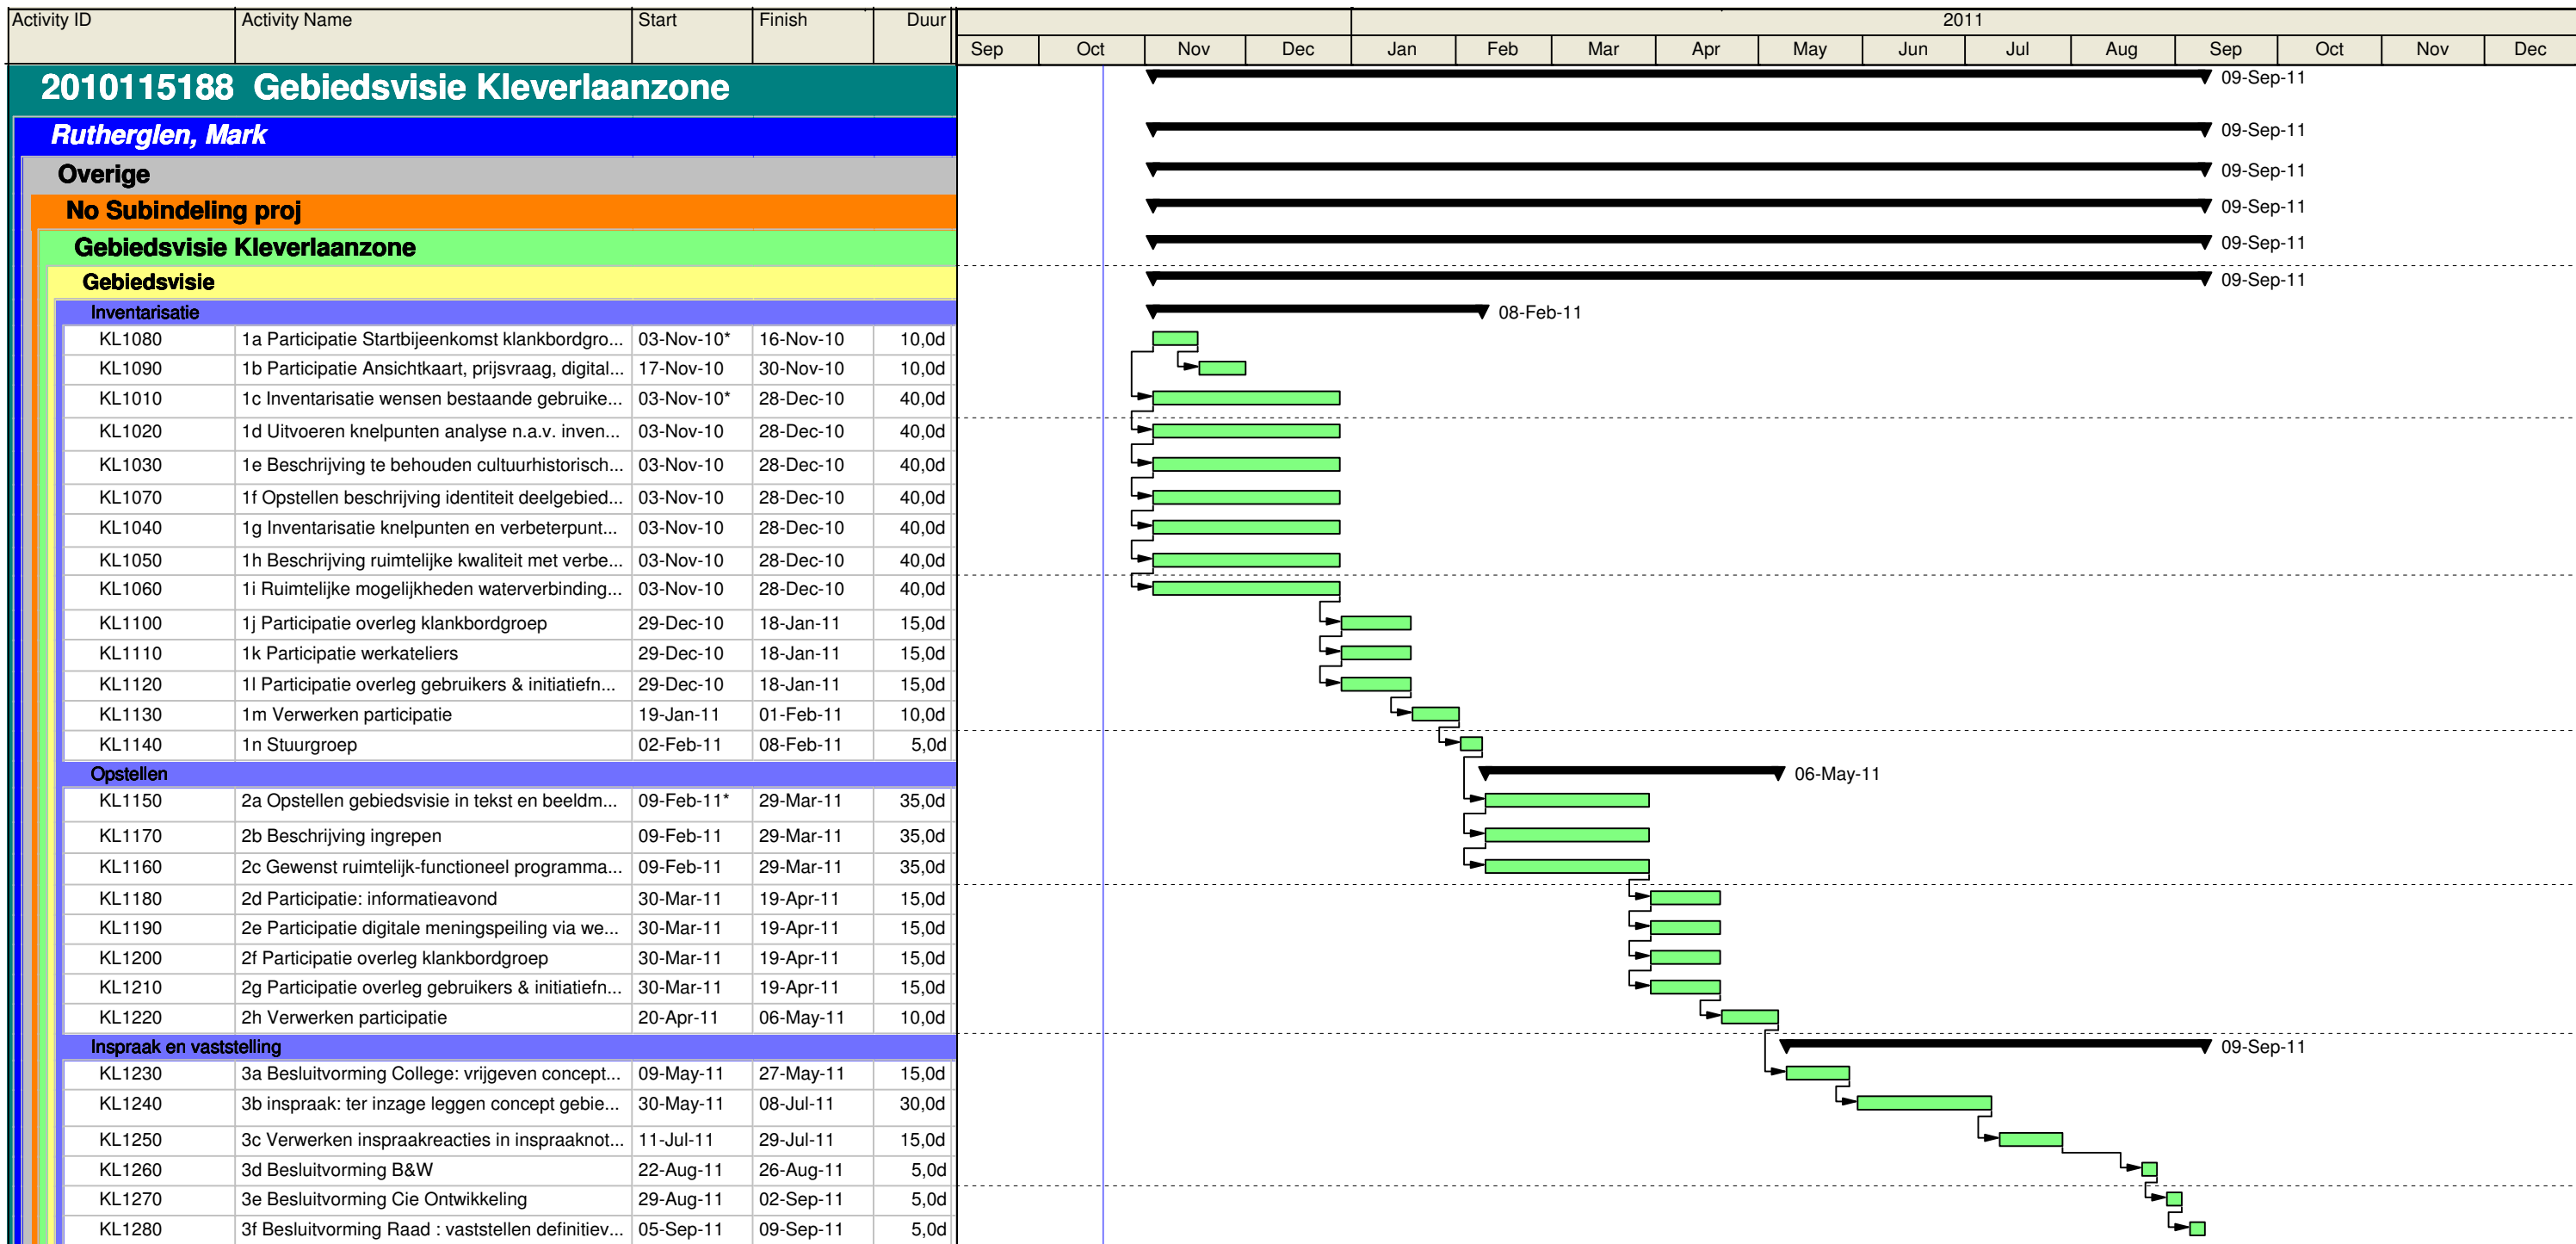 Activity ID Activity Name Start Finish Duur 2011
Sep Oct Nov Dec Jan Feb Mar Apr May Jun Jul Aug Sep Oct Nov Dec
2010115188 Gebiedsvisie Kleverlaanzone 09-Sep-11
Rutherglen, Mark 09-Sep-11
Overige 09-Sep-11
No Subindeling proj 09-Sep-11
Gebiedsvisie Kleverlaanzone 09-Sep-11
Gebiedsvisie 09-Sep-11
Inventarisatie 08-Feb-11
KL1080 1a Participatie Startbijeenkomst klankbordgro... 03-Nov-10* 16-Nov-10 10,0d
KL1090 1b Participatie Ansichtkaart, prijsvraag, digital... 17-Nov-10 30-Nov-10 10,0d
KL1010 1c Inventarisatie wensen bestaande gebruike... 03-Nov-10* 28-Dec-10 40,0d
KL1020 1d Uitvoeren knelpunten analyse n.a.v. inven... 03-Nov-10 28-Dec-10 40,0d
KL1030 1e Beschrijving te behouden cultuurhistorisch... 03-Nov-10 28-Dec-10 40,0d
KL1070 1f Opstellen beschrijving identiteit deelgebied... 03-Nov-10 28-Dec-10 40,0d
KL1040 1g Inventarisatie knelpunten en verbeterpunt... 03-Nov-10 28-Dec-10 40,0d
KL1050 1h Beschrijving ruimtelijke kwaliteit met verbe... 03-Nov-10 28-Dec-10 40,0d
KL1060 1i Ruimtelijke mogelijkheden waterverbinding... 03-Nov-10 28-Dec-10 40,0d
KL1100 1j Participatie overleg klankbordgroep 29-Dec-10 18-Jan-11 15,0d
KL1110 1k Participatie werkateliers 29-Dec-10 18-Jan-11 15,0d
KL1120 1l Participatie overleg gebruikers & initiatiefn... 29-Dec-10 18-Jan-11 15,0d
KL1130 1m Verwerken participatie 19-Jan-11 01-Feb-11 10,0d
KL1140 1n Stuurgroep 02-Feb-11 08-Feb-11 5,0d
Opstellen 06-May-11
KL1150 2a Opstellen gebiedsvisie in tekst en beeldm... 09-Feb-11* 29-Mar-11 35,0d
KL1170 2b Beschrijving ingrepen 09-Feb-11 29-Mar-11 35,0d
KL1160 2c Gewenst ruimtelijk-functioneel programma... 09-Feb-11 29-Mar-11 35,0d
KL1180 2d Participatie: informatieavond 30-Mar-11 19-Apr-11 15,0d
KL1190 2e Participatie digitale meningspeiling via we... 30-Mar-11 19-Apr-11 15,0d
KL1200 2f Participatie overleg klankbordgroep 30-Mar-11 19-Apr-11 15,0d
KL1210 2g Participatie overleg gebruikers & initiatiefn... 30-Mar-11 19-Apr-11 15,0d
KL1220 2h Verwerken participatie 20-Apr-11 06-May-11 10,0d
Inspraak en vaststelling 09-Sep-11
KL1230 3a Besluitvorming College: vrijgeven concept... 09-May-11 27-May-11 15,0d
KL1240 3b inspraak: ter inzage leggen concept gebie... 30-May-11 08-Jul-11 30,0d
KL1250 3c Verwerken inspraakreacties in inspraaknot... 11-Jul-11 29-Jul-11 15,0d
KL1260 3d Besluitvorming B&W 22-Aug-11 26-Aug-11 5,0d
KL1270 3e Besluitvorming Cie Ontwikkeling 29-Aug-11 02-Sep-11 5,0d
KL1280 3f Besluitvorming Raad : vaststellen definitiev... 05-Sep-11 09-Sep-11 5,0d